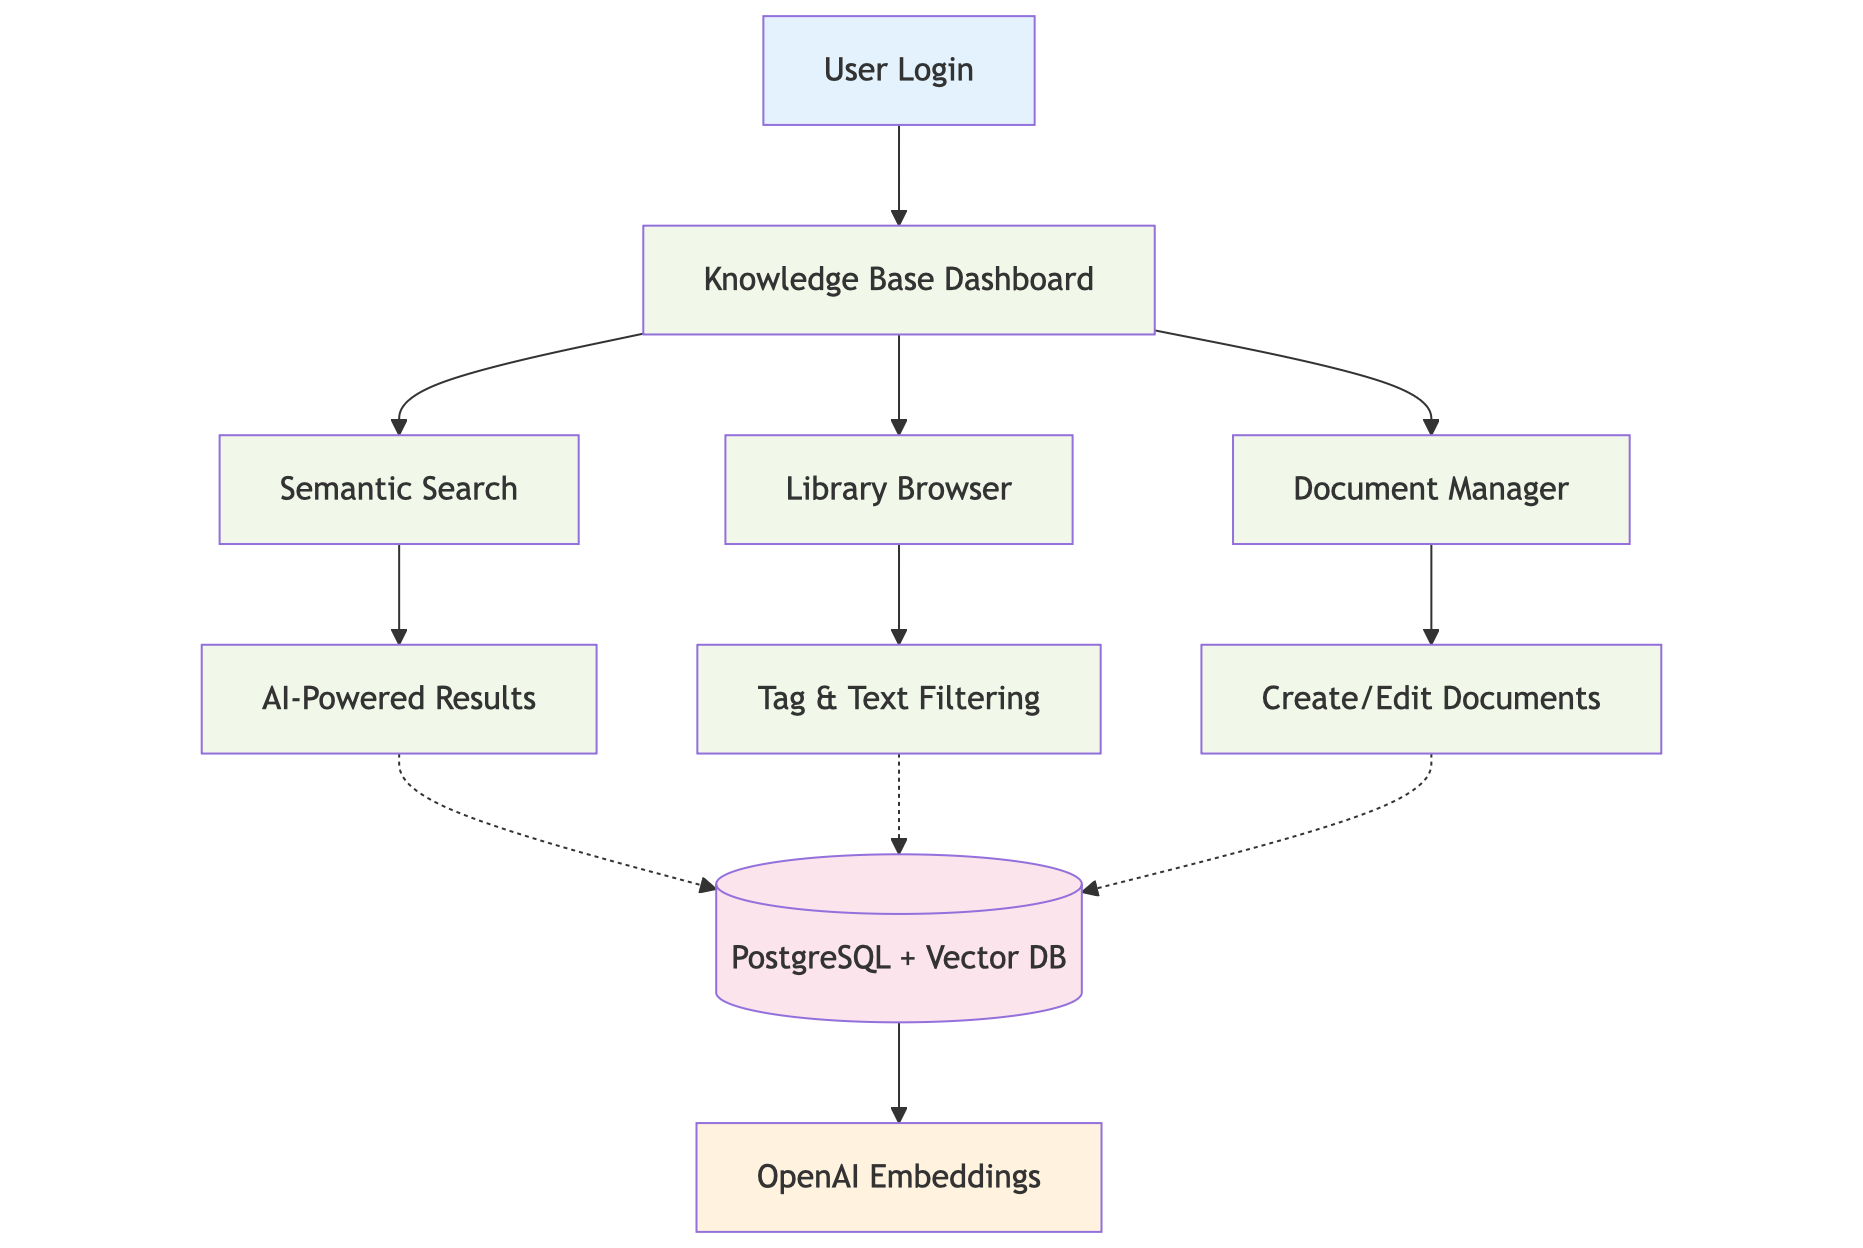 User Login
Knowledge Base Dashboard
Semantic Search
Library Browser
Document Manager
AI-Powered Results
Tag & Text Filtering
Create/Edit Documents
PostgreSQL + Vector DB
OpenAI Embeddings